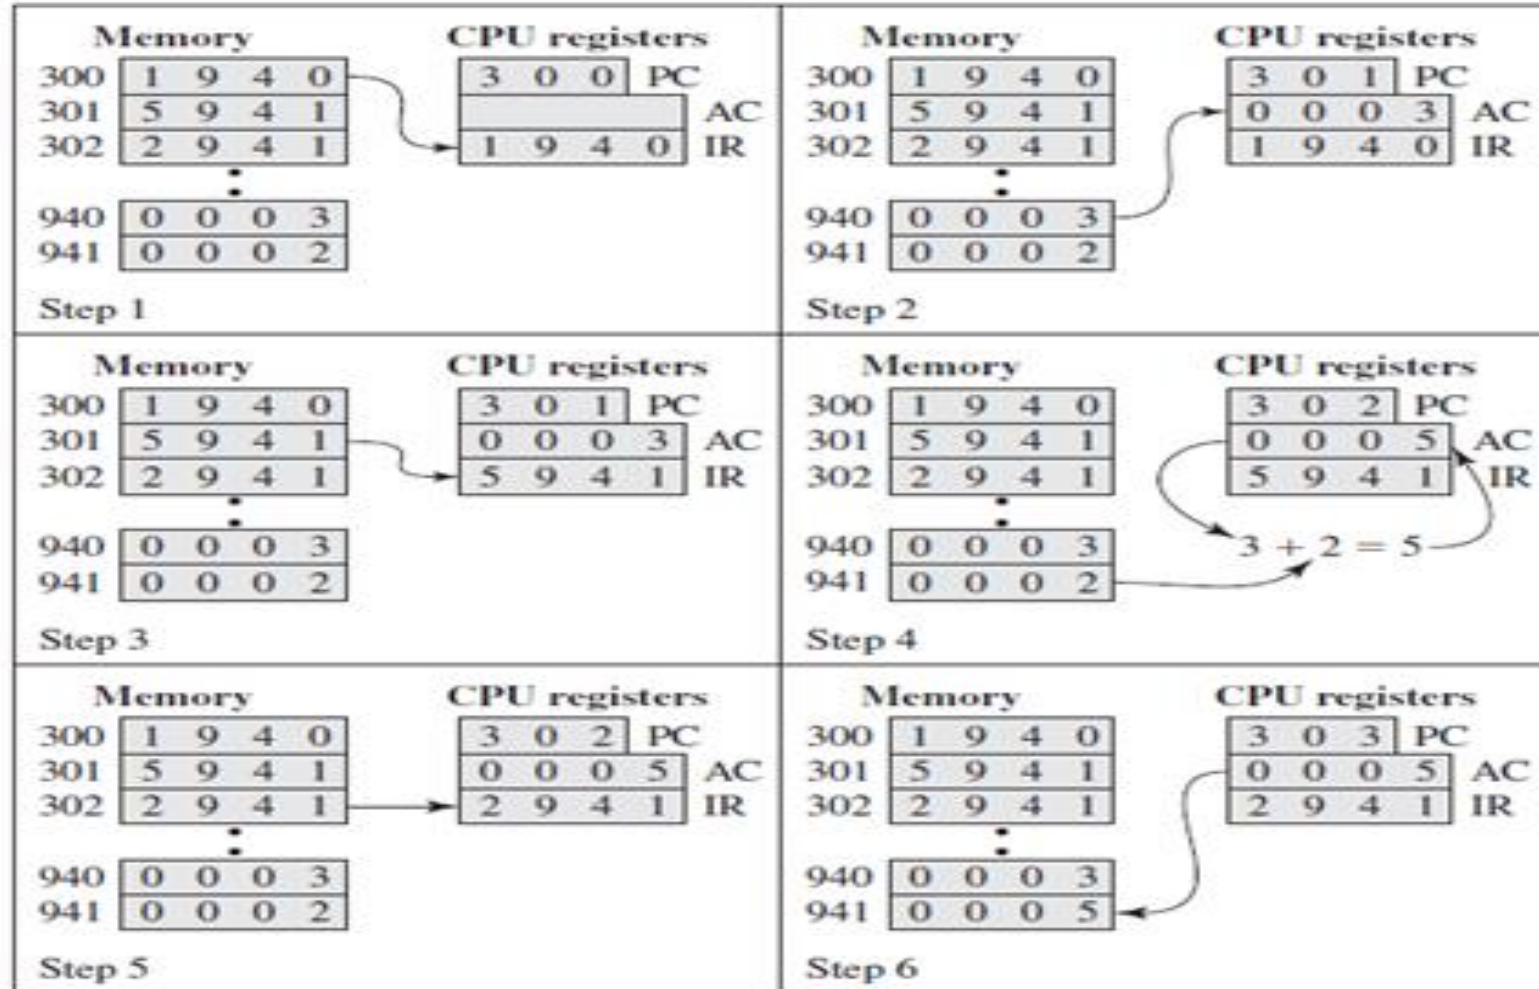 Memory CPU registers
300 1 9 4 0 3 0 0 PC
301 5 9 4 1 AC
302 2 9 4 1 1 9 4 0 IR
940 0 0 0 3
941 0 0 0 2
Step 1
Memory CPU registers
300 1 9 4 0 3 0 1 PC
301 5 9 4 1 0 0 0 3 AC
302 2 9 4 1 1 9 4 0 IR
940 0 0 0 3
941 0 0 0 2
Step 2
Memory CPU registers
300 1 9 4 0 3 0 1 PC
301 5 9 4 1 0 0 0 3 AC
302 2 9 4 1 5 9 4 1 IR
940 0 0 0 3
941 0 0 0 2
Step 3
Memory CPU registers
300 1 9 4 0 3 0 2 PC
301 5 9 4 1 0 0 0 5 AC
302 2 9 4 1 5 9 4 1 IR
940 0 0 0 3 3 + 2 = 5
941 0 0 0 2
Step 4
Memory CPU registers
300 1 9 4 0 3 0 2 PC
301 5 9 4 1 0 0 0 5 AC
302 2 9 4 1 2 9 4 1 IR
940 0 0 0 3
941 0 0 0 2
Step 5
Memory CPU registers
300 1 9 4 0 3 0 3 PC
301 5 9 4 1 0 0 0 5 AC
302 2 9 4 1 2 9 4 1 IR
940 0 0 0 3
941 0 0 0 5
Step 6